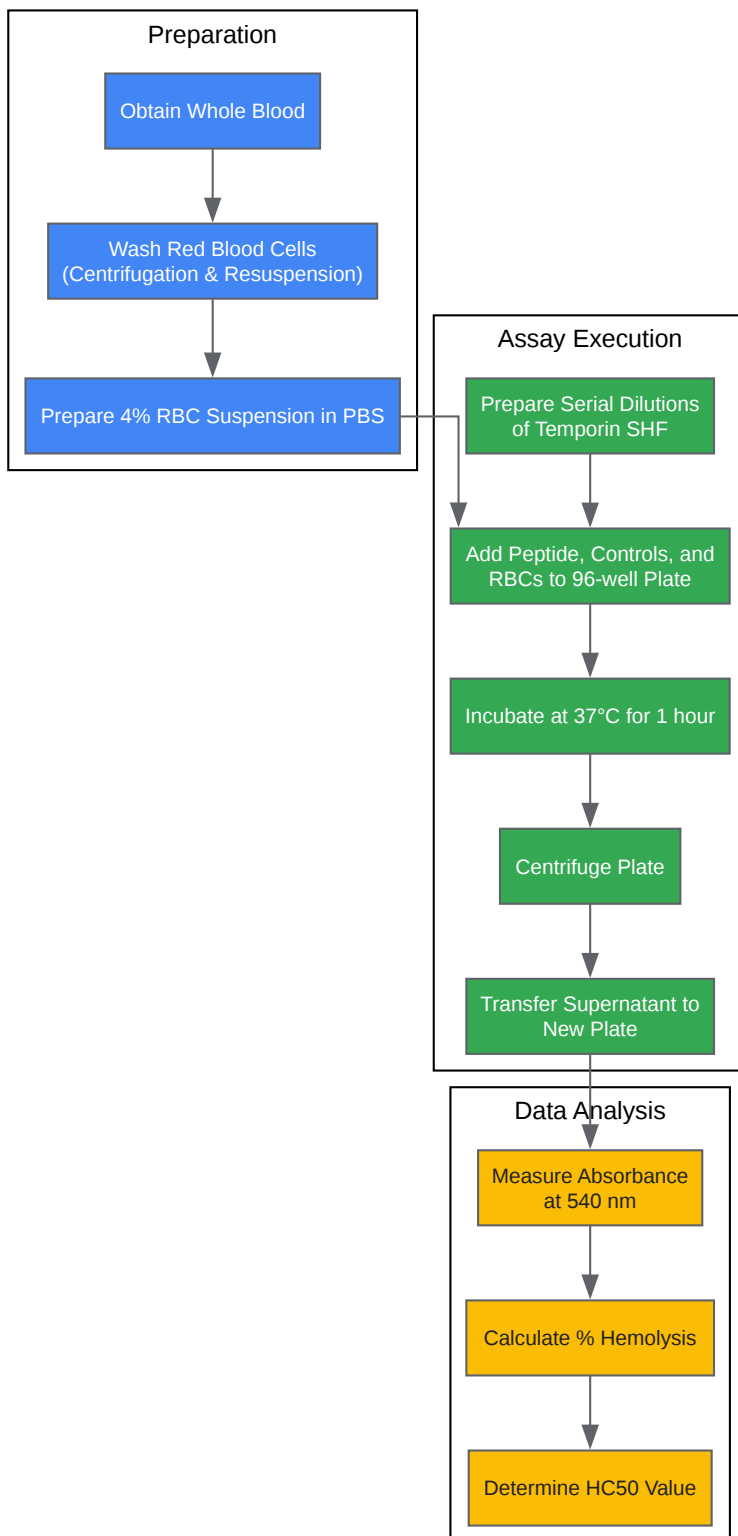 Preparation
Obtain Whole Blood
Wash Red Blood Cells
(Centrifugation & Resuspension)
Prepare 4% RBC Suspension in PBS
Assay Execution
Prepare Serial Dilutions
of Temporin SHF
Add Peptide, Controls, and
RBCs to 96-well Plate
Incubate at 37°C for 1 hour
Centrifuge Plate
Transfer Supernatant to
New Plate
Data Analysis
Measure Absorbance
at 540 nm
Calculate % Hemolysis
Determine HC50 Value